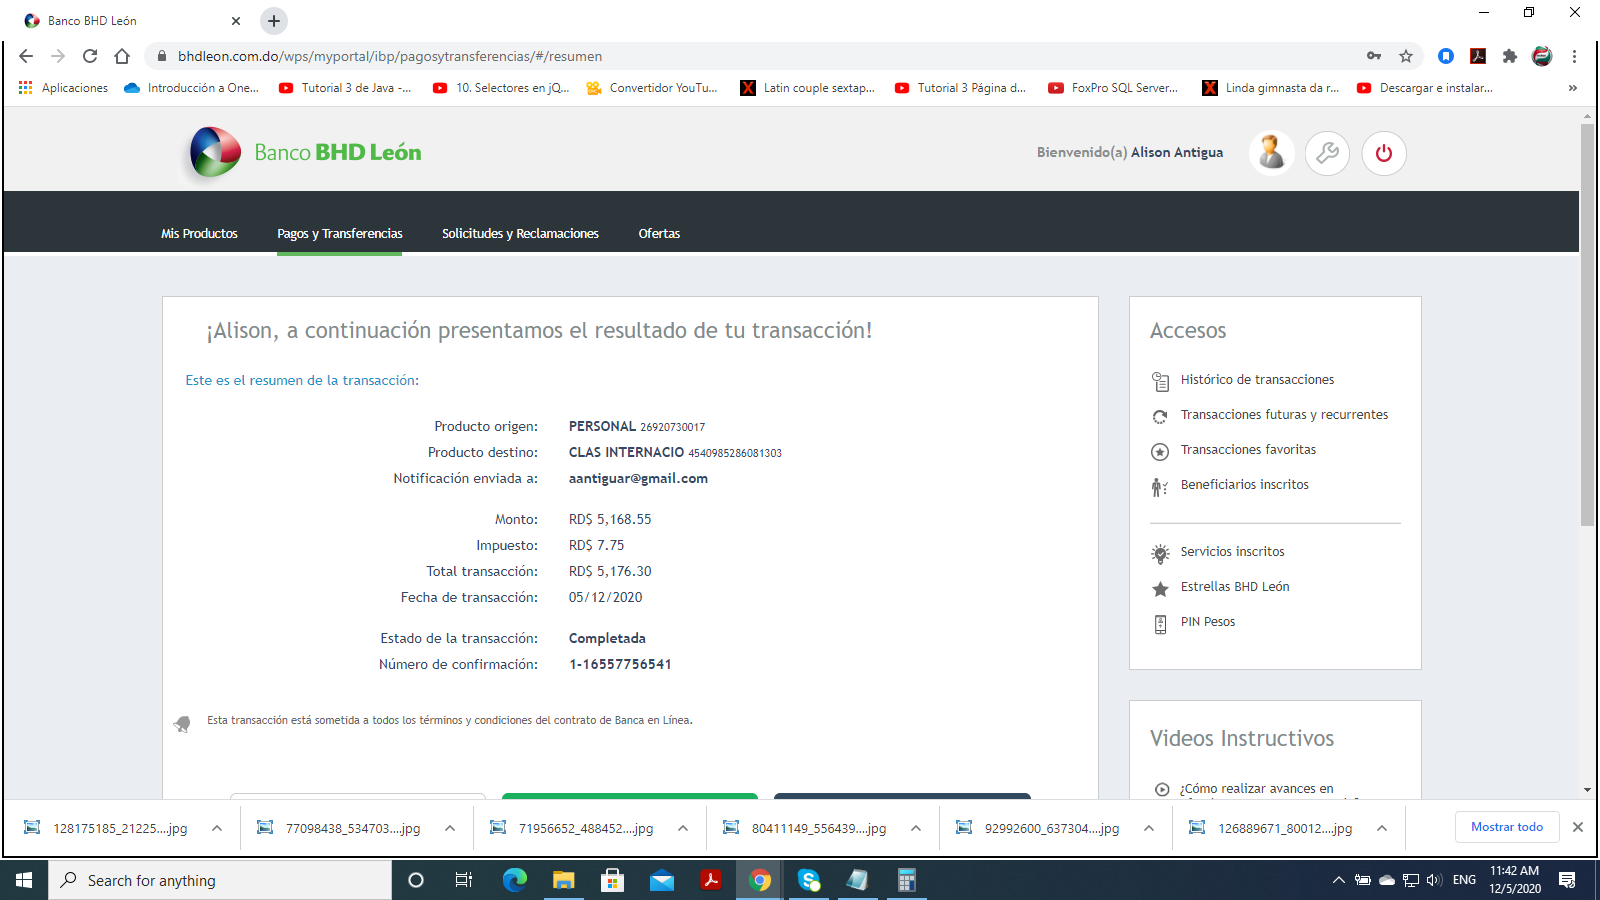 Banco BHD León
bhdleon.com.do/wps/myportal/ibp/pagosytransferencias/#/resumen
Aplicaciones
Introducción a One...
Tutorial 3 de Java -...
10. Selectores en jQ...
Convertidor YouTu...
Latin couple sextap...
Tutorial 3 Página d...
FoxPro SQL Server...
Linda gimnasta da r...
Descargar e instalar...
»
Banco BHD León
Bienvenido(a) Alison Antigua
Mis Productos
Pagos y Transferencias
Solicitudes y Reclamaciones
Ofertas
¡Alison, a continuación presentamos el resultado de tu transacción!
Este es el resumen de la transacción:
Producto origen: PERSONAL 26920730017
Producto destino: CLAS INTERNACIO 4540985286081303
Notificación enviada a: aantiguar@gmail.com
Monto: RD$ 5,168.55
Impuesto: RD$ 7.75
Total transacción: RD$ 5,176.30
Fecha de transacción: 05/12/2020
Estado de la transacción: Completada
Número de confirmación: 1-16557756541
Esta transacción está sometida a todos los términos y condiciones del contrato de Banca en Línea.
Accesos
Histórico de transacciones
Transacciones futuras y recurrentes
Transacciones favoritas
Beneficiarios inscritos
Servicios inscritos
Estrellas BHD León
PIN Pesos
Videos Instructivos
¿Cómo realizar avances en
128175185_21225....jpg
77098438_534703....jpg
71956652_488452....jpg
80411149_556439....jpg
92992600_637304....jpg
126889671_80012....jpg
Mostrar todo
Search for anything
ENG
11:42 AM
12/5/2020